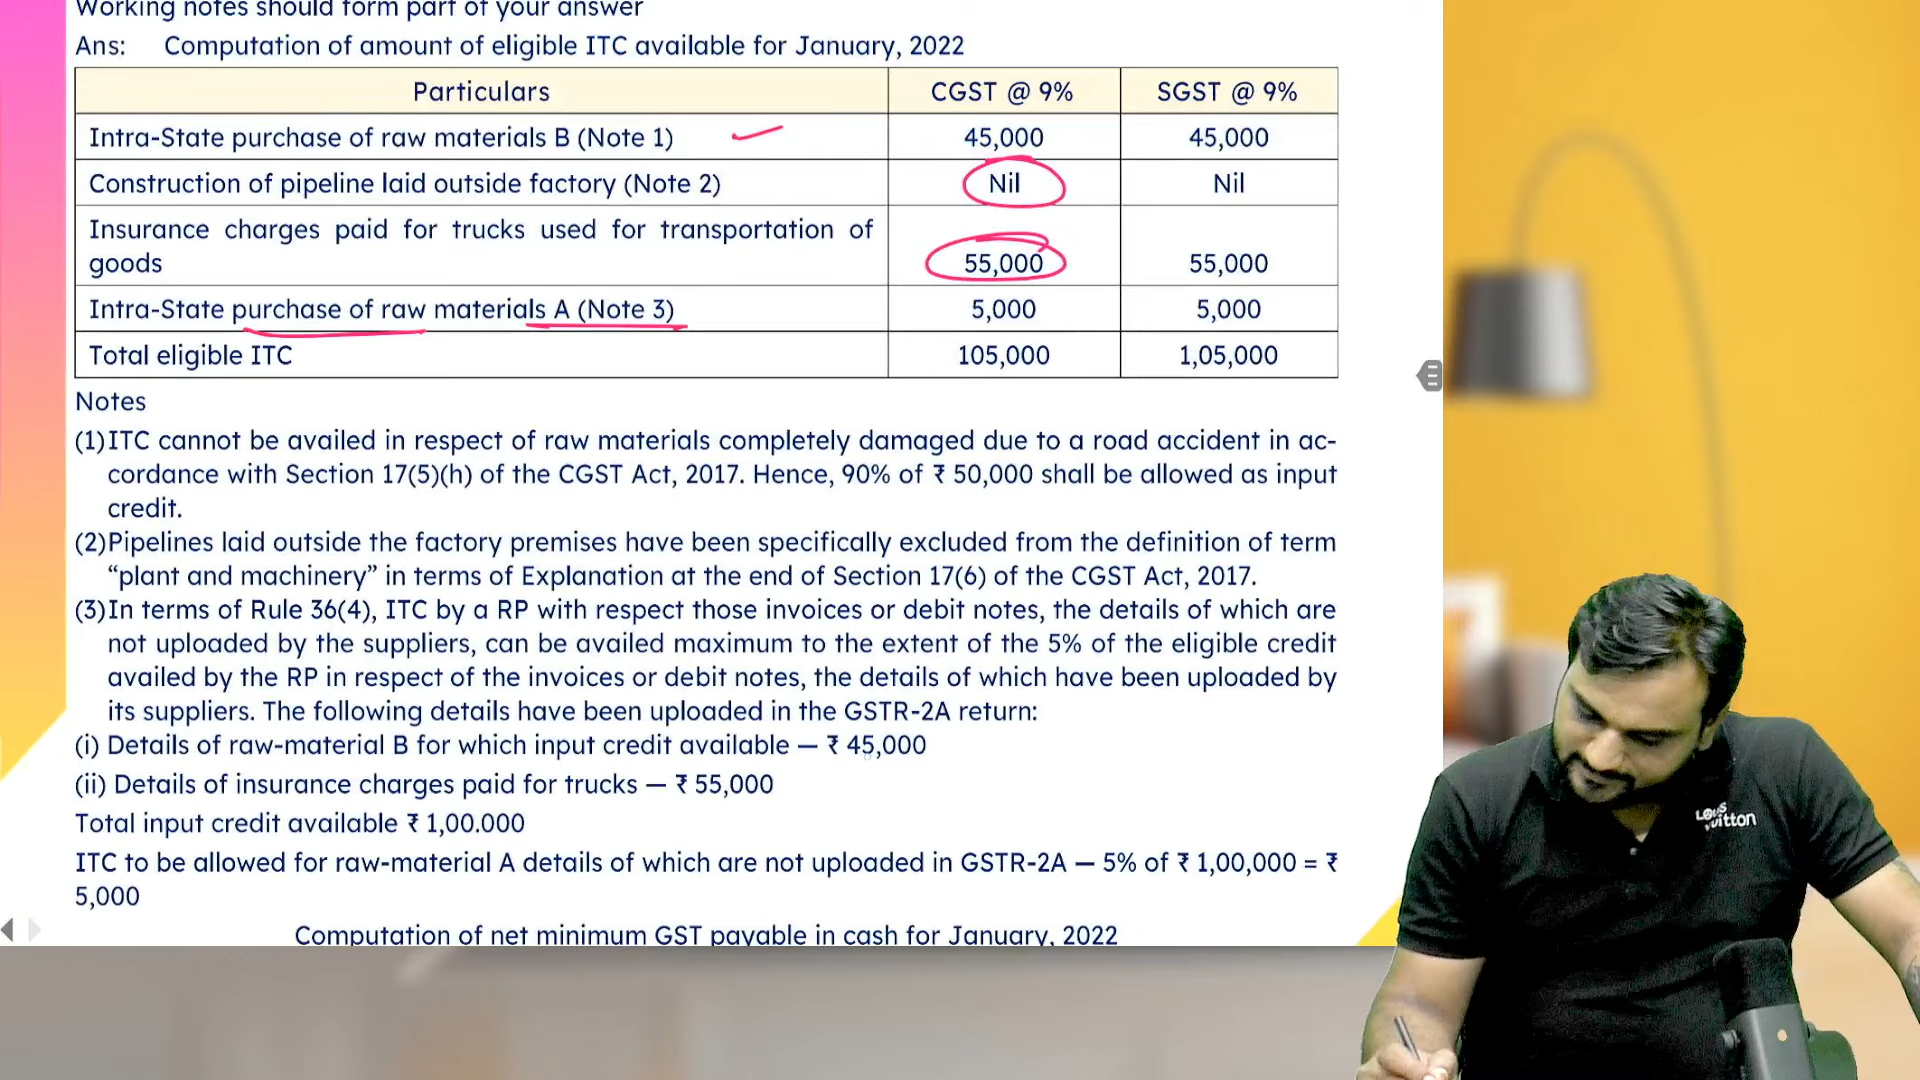 Working notes should form part of your answer
Ans: Computation of amount of eligible ITC available for January, 2022
Particulars CGST @ 9% SGST @ 9%
Intra-State purchase of raw materials B (Note 1) 45,000 45,000
Construction of pipeline laid outside factory (Note 2) Nil Nil
Insurance charges paid for trucks used for transportation of
goods 55,000 55,000
Intra-State purchase of raw materials A (Note 3) 5,000 5,000
Total eligible ITC 105,000 1,05,000
Notes
(1)ITC cannot be availed in respect of raw materials completely damaged due to a road accident in ac-
cordance with Section 17(5)(h) of the CGST Act, 2017. Hence, 90% of ₹ 50,000 shall be allowed as input
credit.
(2)Pipelines laid outside the factory premises have been specifically excluded from the definition of term
“plant and machinery” in terms of Explanation at the end of Section 17(6) of the CGST Act, 2017.
(3)In terms of Rule 36(4), ITC by a RP with respect those invoices or debit notes, the details of which are
not uploaded by the suppliers, can be availed maximum to the extent of the 5% of the eligible credit
availed by the RP in respect of the invoices or debit notes, the details of which have been uploaded by
its suppliers. The following details have been uploaded in the GSTR-2A return:
(i) Details of raw-material B for which input credit available — ₹ 45,000
(ii) Details of insurance charges paid for trucks — ₹ 55,000
Total input credit available ₹ 1,00.000
ITC to be allowed for raw-material A details of which are not uploaded in GSTR-2A — 5% of ₹ 1,00,000 = ₹
5,000
Computation of net minimum GST payable in cash for January, 2022
Louis
Vuitton